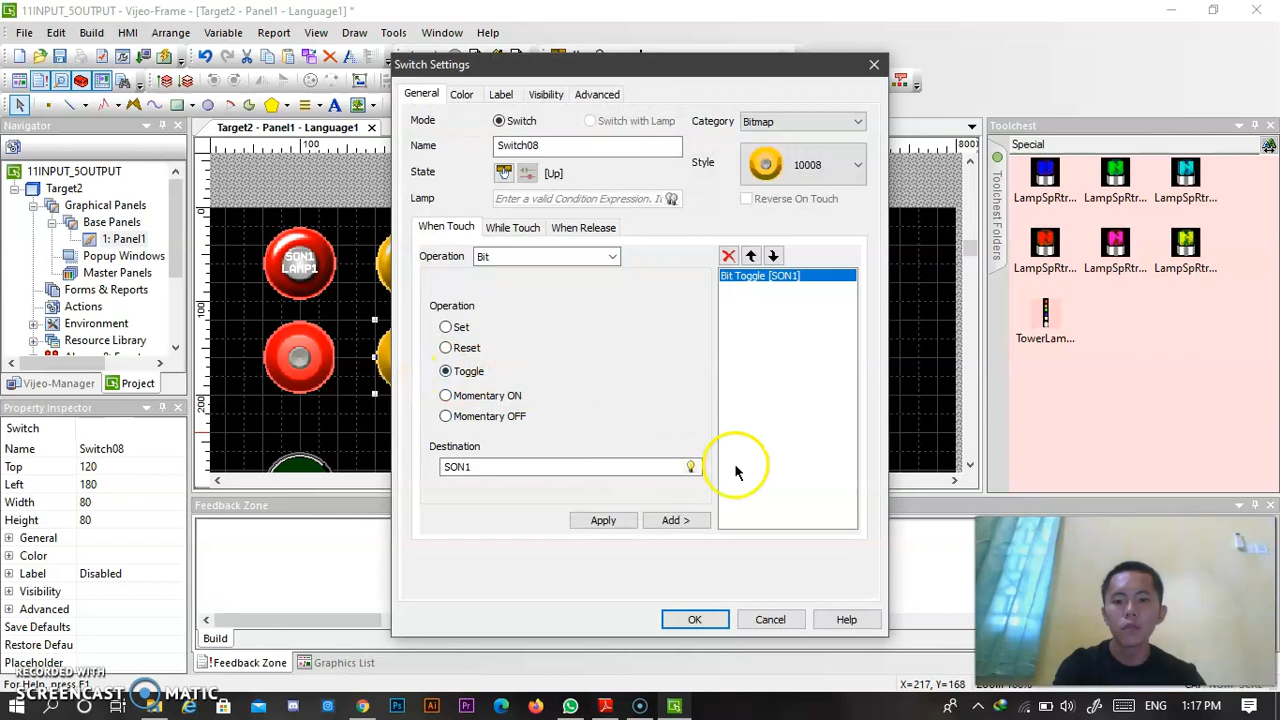 11INPUT_5OUTPUT - Vijeo-Frame - [Target2 - Panel1 - Language1] *
File Edit Build HMI Arrange Variable Report View Draw Tools Window Help
Navigator
11INPUT_5OUTPUT
Target2
Graphical Panels
Base Panels
1: Panel1
Popup Windows
Master Panels
Forms & Reports
Actions
Environment
Resource Library
Vijeo-Manager Project
Property Inspector
Switch
Name Switch08
Top 120
Left 180
Width 80
Height 80
General
Color
Label Disabled
Visibility
Advanced
Save Defaults
Restore Defau
Placeholder
For Help, press F1
Target2 - Panel1 - Language1
100
800
0
100
200
SON1
LAMP1
Switch Settings
General Color Label Visibility Advanced
Mode Switch Switch with Lamp Category Bitmap
Name Switch08
State [Up] Style 10008
Lamp Enter a valid Condition Expression. If Reverse On Touch
When Touch While Touch When Release
Operation Bit
Bit Toggle [SON1]
Operation
Set
Reset
Toggle
Momentary ON
Momentary OFF
Destination
SON1
Apply Add >
OK Cancel Help
Toolchest
Special
Toolchest Folders
LampSpRtr... LampSpRtr... LampSpRtr...
LampSpRtr... LampSpRtr... LampSpRtr...
TowerLam...
Feedback Zone
Build
!Feedback Zone Graphics List
X=217, Y=168
RECORDED WITH
SCREENCAST MATIC
ENG 1:17 PM